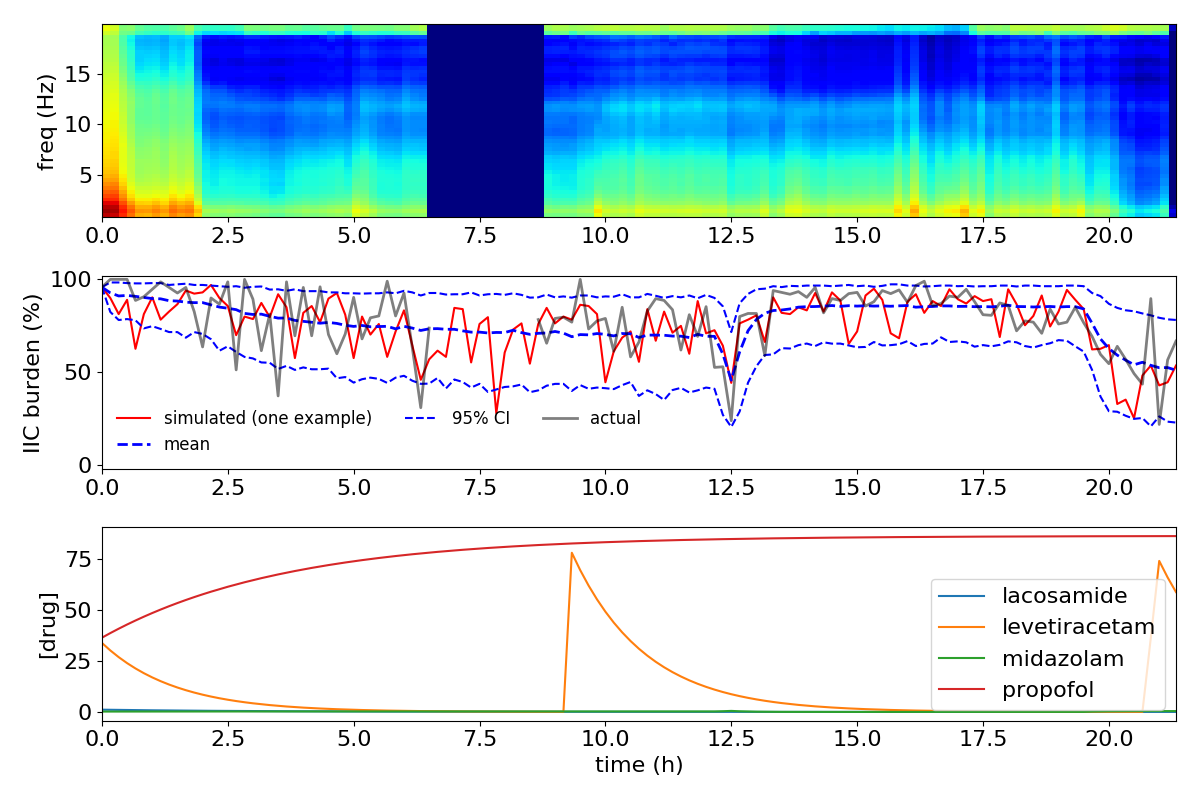 freq (Hz)
15
10
5
0.0 2.5 5.0 7.5 10.0 12.5 15.0 17.5 20.0
IIC burden (%)
100
50
0
simulated (one example) 95% CI actual
mean
0.0 2.5 5.0 7.5 10.0 12.5 15.0 17.5 20.0
[drug]
75
50
25
0
lacosamide
levetiracetam
midazolam
propofol
0.0 2.5 5.0 7.5 10.0 12.5 15.0 17.5 20.0
time (h)